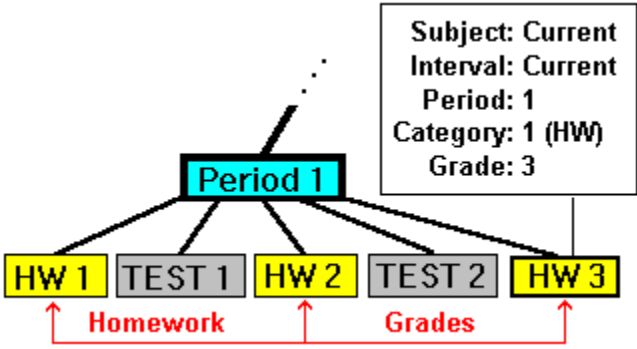 Subject: Current
Interval: Current
Period: 1
Category: 1 (HW)
Grade: 3
Period 1
HW 1 TEST 1 HW 2 TEST 2 HW 3
Homework Grades